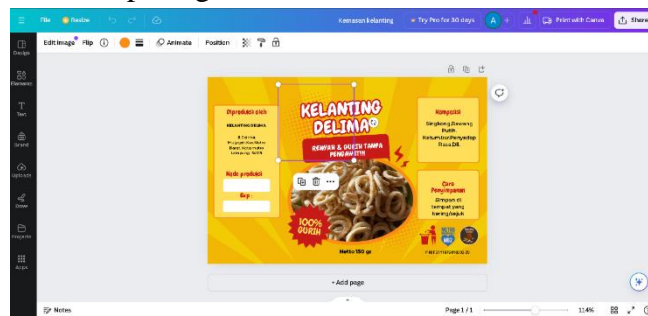 File
Resize
Kemasan kelanting
Try Pro for 30 days
A
Print with Canva
Share
Edit image
Flip
Animate
Position
Design
Elements
Text
Brand
Uploads
Draw
Projects
Apps
Diproduksi oleh
KELANTING DELIMA
Kode produksi
Exp :
KELANTING
DELIMA
RENYAH & GURIH TANPA
PENGAWET!!!
100%
GURIH
Netto 150 gr
Komposisi
Singkong, Bawang
Putih,
Ketumbar, Penyedap
Rasa, Dll.
Cara
Penyimpanan
Simpan di
tempat yang
kering/sejuk
+ Add page
Notes
Page 1 / 1
114%